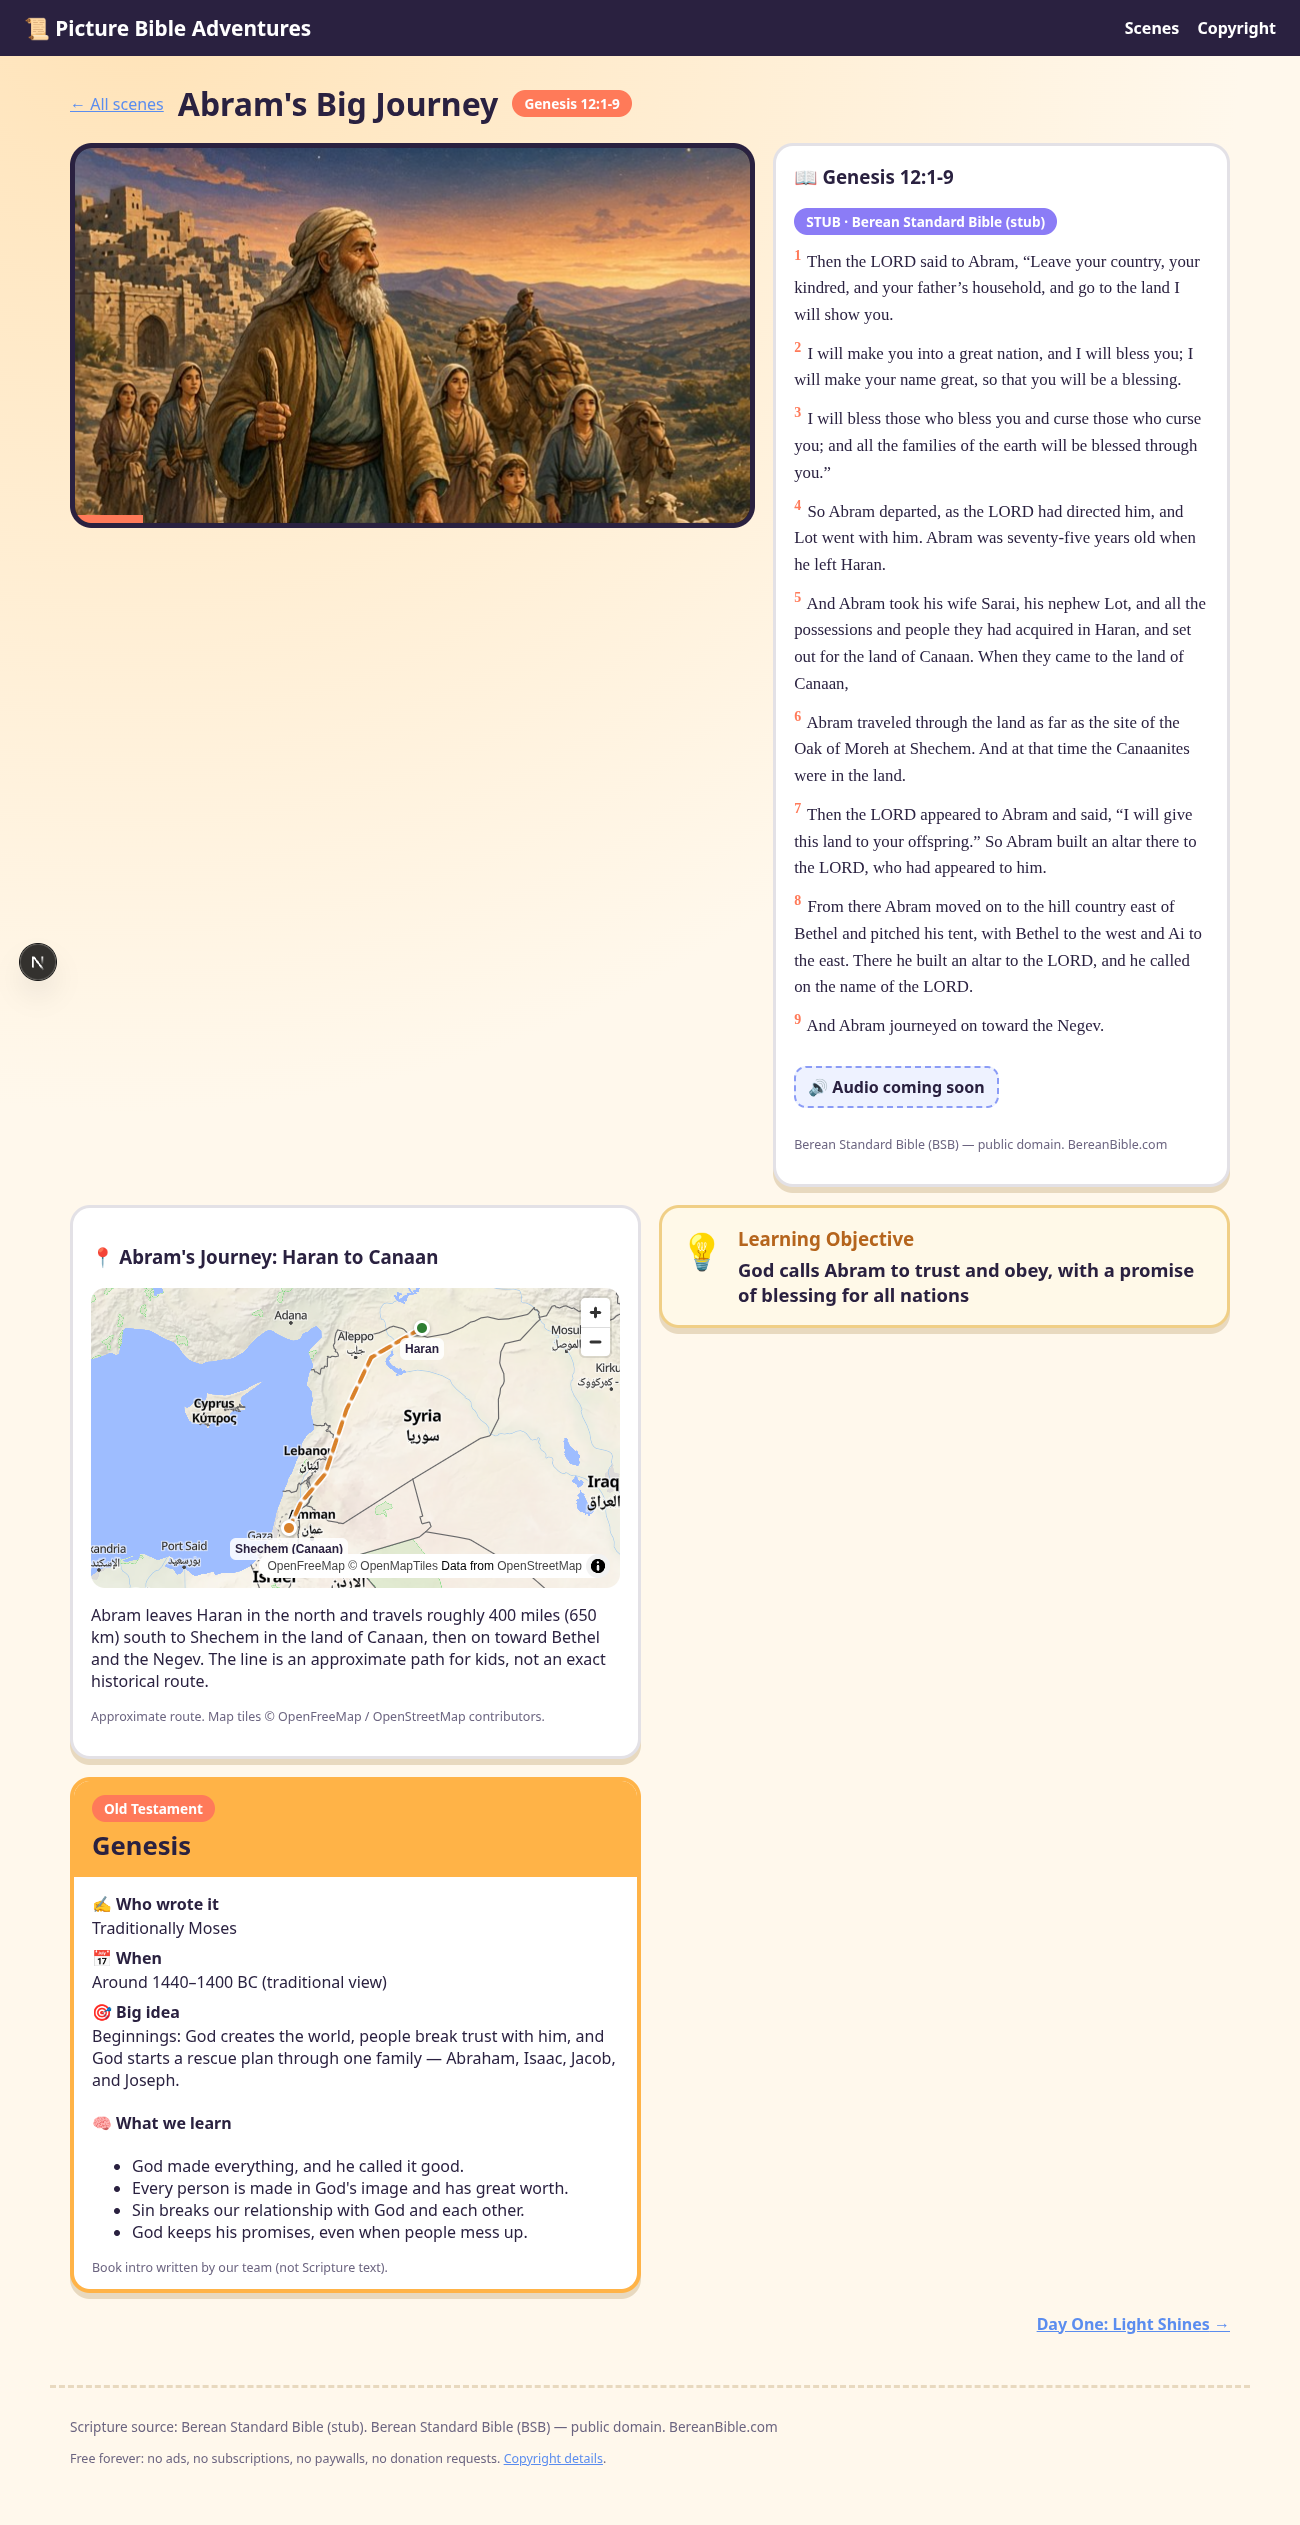 📜 Picture Bible Adventures
Scenes Copyright
← All scenes Abram's Big Journey Genesis 12:1-9
📖 Genesis 12:1-9
STUB · Berean Standard Bible (stub)
1 Then the LORD said to Abram, “Leave your country, your
kindred, and your father’s household, and go to the land I
will show you.
2 I will make you into a great nation, and I will bless you; I
will make your name great, so that you will be a blessing.
3 I will bless those who bless you and curse those who curse
you; and all the families of the earth will be blessed through
you.”
4 So Abram departed, as the LORD had directed him, and
Lot went with him. Abram was seventy-five years old when
he left Haran.
5 And Abram took his wife Sarai, his nephew Lot, and all the
possessions and people they had acquired in Haran, and set
out for the land of Canaan. When they came to the land of
Canaan,
6 Abram traveled through the land as far as the site of the
Oak of Moreh at Shechem. And at that time the Canaanites
were in the land.
7 Then the LORD appeared to Abram and said, “I will give
this land to your offspring.” So Abram built an altar there to
the LORD, who had appeared to him.
8 From there Abram moved on to the hill country east of
Bethel and pitched his tent, with Bethel to the west and Ai to
the east. There he built an altar to the LORD, and he called
on the name of the LORD.
9 And Abram journeyed on toward the Negev.
🔊 Audio coming soon
Berean Standard Bible (BSB) — public domain. BereanBible.com
N
📍 Abram's Journey: Haran to Canaan
Adana
Aleppo
حلب
Haran
Mosul
الموصل
Kirku
کەرکووک
Cyprus
Κύπρος
Syria
سوريا
Lebanon
لبنان
Iraq
العراق
Amman
عمان
Gaza
Port Said
بورسعيد
Shechem (Canaan)
Israel
الأردن
OpenFreeMap © OpenMapTiles Data from OpenStreetMap
Abram leaves Haran in the north and travels roughly 400 miles (650
km) south to Shechem in the land of Canaan, then on toward Bethel
and the Negev. The line is an approximate path for kids, not an exact
historical route.
Approximate route. Map tiles © OpenFreeMap / OpenStreetMap contributors.
💡 Learning Objective
God calls Abram to trust and obey, with a promise
of blessing for all nations
Old Testament
Genesis
✍️ Who wrote it
Traditionally Moses
📅 When
Around 1440–1400 BC (traditional view)
🎯 Big idea
Beginnings: God creates the world, people break trust with him, and
God starts a rescue plan through one family — Abraham, Isaac, Jacob,
and Joseph.
🧠 What we learn
• God made everything, and he called it good.
• Every person is made in God's image and has great worth.
• Sin breaks our relationship with God and each other.
• God keeps his promises, even when people mess up.
Book intro written by our team (not Scripture text).
Day One: Light Shines →
Scripture source: Berean Standard Bible (stub). Berean Standard Bible (BSB) — public domain. BereanBible.com
Free forever: no ads, no subscriptions, no paywalls, no donation requests. Copyright details.